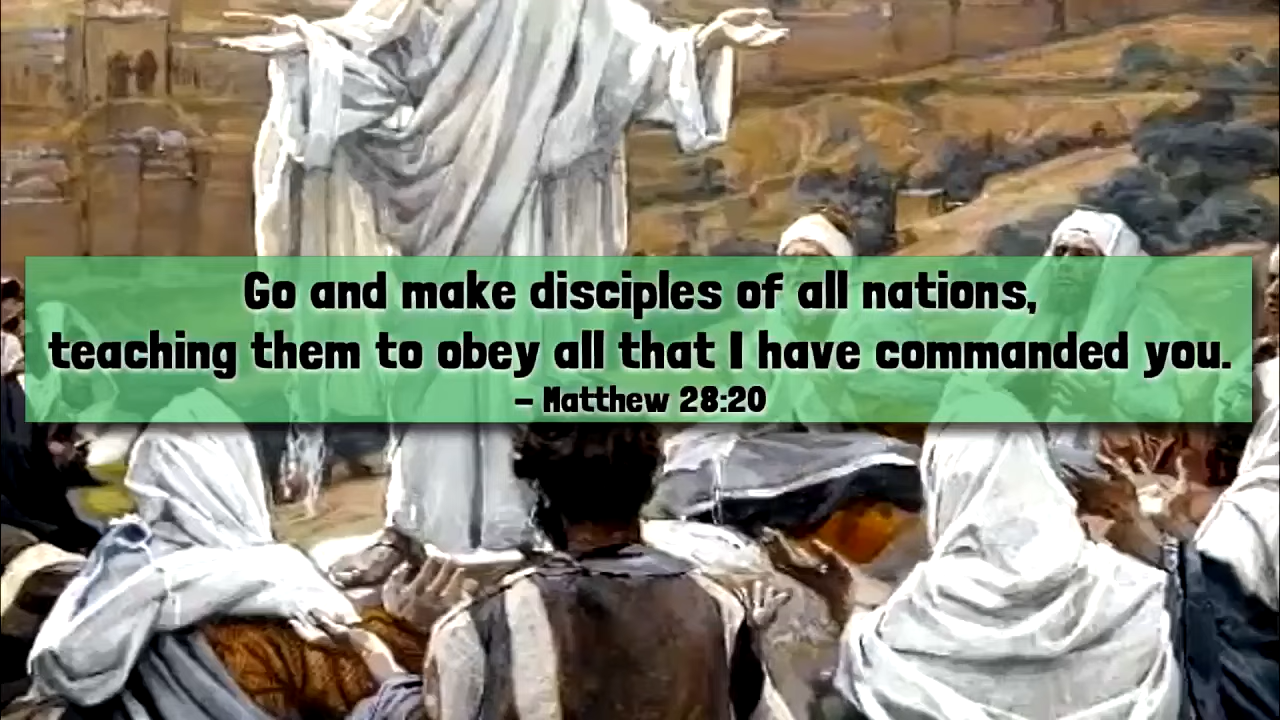 Go and make disciples of all nations,
teaching them to obey all that I have commanded you.
– Matthew 28:20